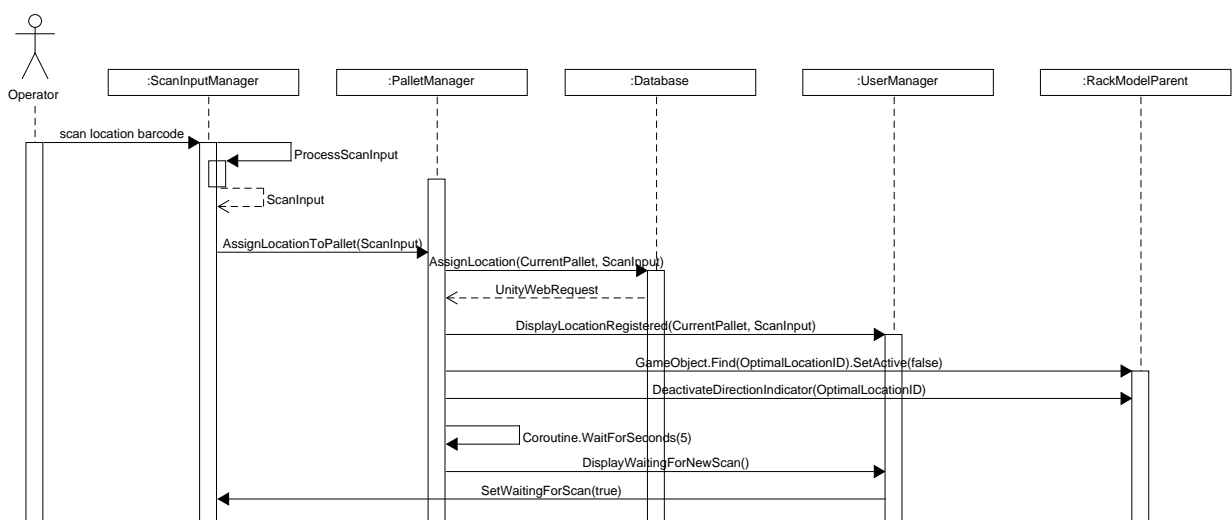 Operator
:ScanInputManager
:PalletManager
:Database
:UserManager
:RackModelParent
scan location barcode
ProcessScanInput
ScanInput
AssignLocationToPallet(ScanInput)
AssignLocation(CurrentPallet, ScanInput)
UnityWebRequest
DisplayLocationRegistered(CurrentPallet, ScanInput)
GameObject.Find(OptimalLocationID).SetActive(false)
DeactivateDirectionIndicator(OptimalLocationID)
Coroutine.WaitForSeconds(5)
DisplayWaitingForNewScan()
SetWaitingForScan(true)